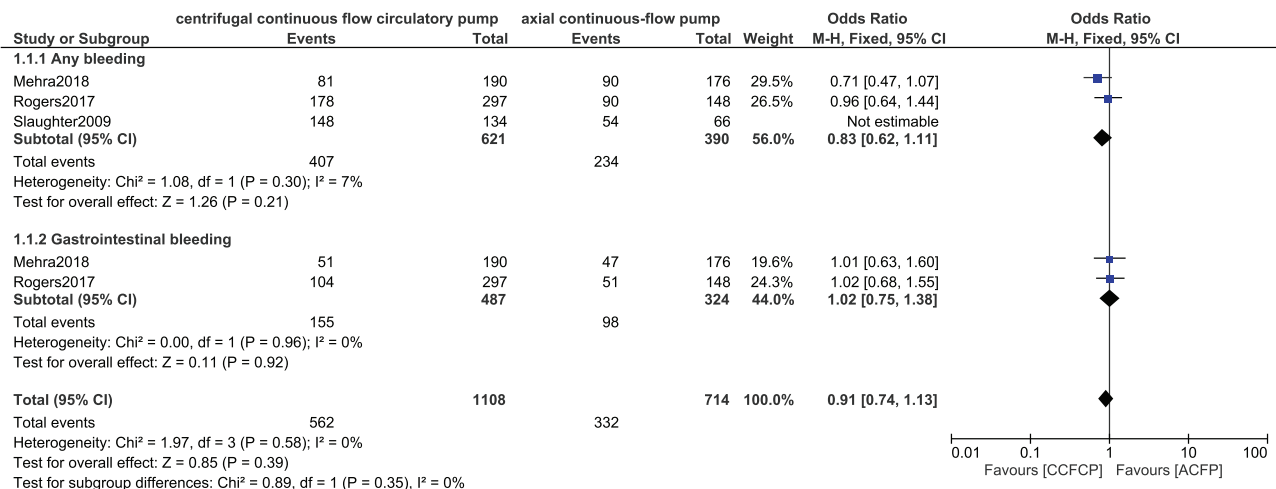 centrifugal continuous flow circulatory pump axial continuous-flow pump Odds Ratio Odds Ratio
Study or Subgroup Events Total Events Total Weight M-H, Fixed, 95% CI M-H, Fixed, 95% CI
1.1.1 Any bleeding
Mehra2018 81 190 90 176 29.5% 0.71 [0.47, 1.07]
Rogers2017 178 297 90 148 26.5% 0.96 [0.64, 1.44]
Slaughter2009 148 134 54 66 Not estimable
Subtotal (95% CI) 621 390 56.0% 0.83 [0.62, 1.11]
Total events 407 234
Heterogeneity: Chi² = 1.08, df = 1 (P = 0.30); I² = 7%
Test for overall effect: Z = 1.26 (P = 0.21)
1.1.2 Gastrointestinal bleeding
Mehra2018 51 190 47 176 19.6% 1.01 [0.63, 1.60]
Rogers2017 104 297 51 148 24.3% 1.02 [0.68, 1.55]
Subtotal (95% CI) 487 324 44.0% 1.02 [0.75, 1.38]
Total events 155 98
Heterogeneity: Chi² = 0.00, df = 1 (P = 0.96); I² = 0%
Test for overall effect: Z = 0.11 (P = 0.92)
Total (95% CI) 1108 714 100.0% 0.91 [0.74, 1.13]
Total events 562 332
Heterogeneity: Chi² = 1.97, df = 3 (P = 0.58); I² = 0%
Test for overall effect: Z = 0.85 (P = 0.39)
Test for subgroup differences: Chi² = 0.89, df = 1 (P = 0.35), I² = 0%
0.01 0.1 1 10 100
Favours [CCFCP] Favours [ACFP]